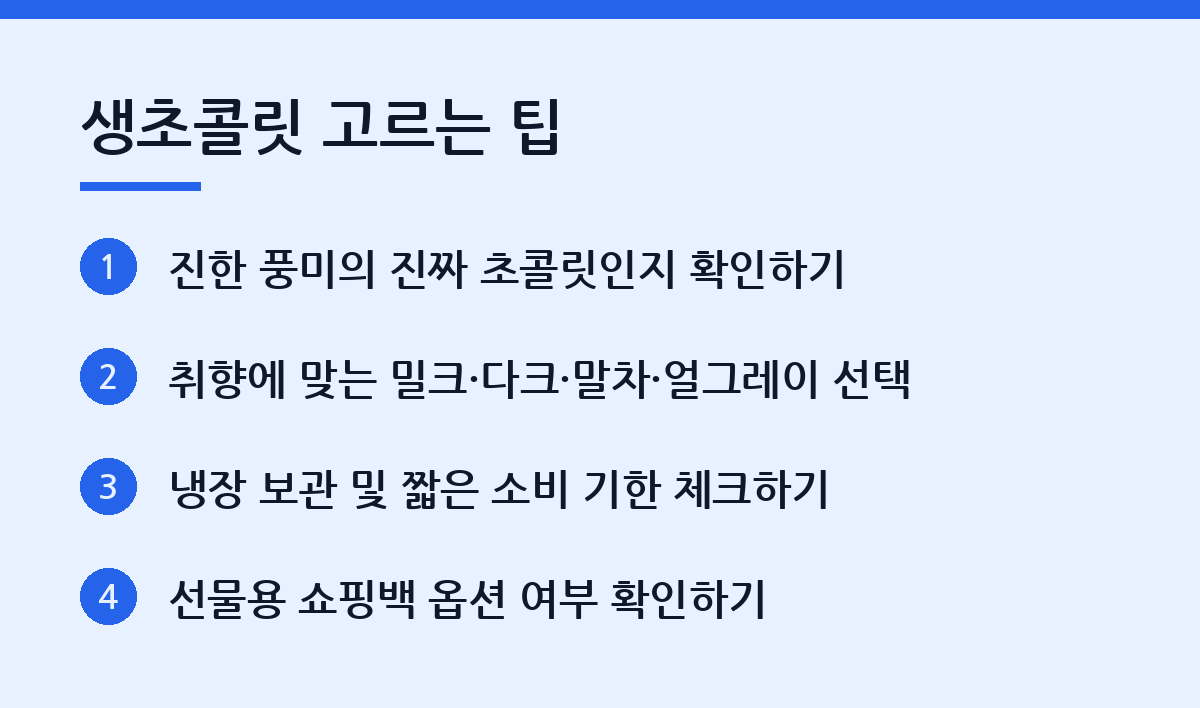 생초콜릿 고르는 팁
1 진한 풍미의 진짜 초콜릿인지 확인하기
2 취향에 맞는 밀크·다크·말차·얼그레이 선택
3 냉장 보관 및 짧은 소비 기한 체크하기
4 선물용 쇼핑백 옵션 여부 확인하기